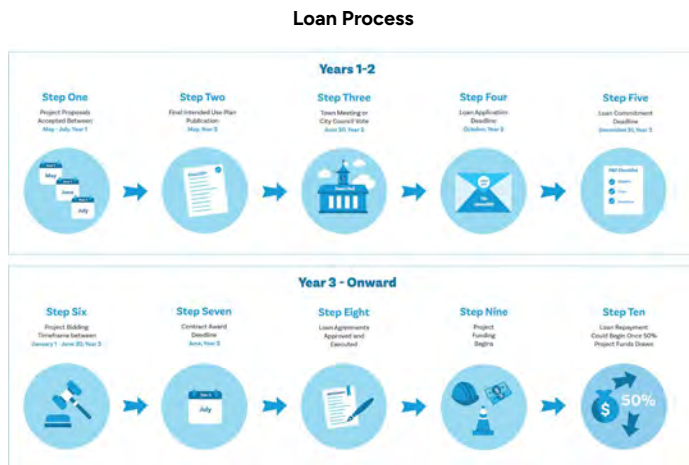 Loan Process
Years 1-2
Step One
Project Proposals
Accepted Between
May - July, Year 1
May
June
July
Step Two
Final Intended Use Plan
Publication
May, Year 2
Step Three
Town Meeting or
City Council Vote
June 30, Year 2
Town Hall
Step Four
Loan Application
Deadline
October, Year 2
Step Five
Loan Commitment
Deadline
December 31, Year 2
Checklist
Year 3 - Onward
Step Six
Project Bidding
Timeframe between
January 1 - June 30, Year 3
Step Seven
Contract Award
Deadline
June, Year 3
July
Step Eight
Loan Agreements
Approved and
Executed
Step Nine
Project
Funding
Begins
Step Ten
Loan Repayment
Could Begin Once 50%
Project Funds Drawn
$
50%